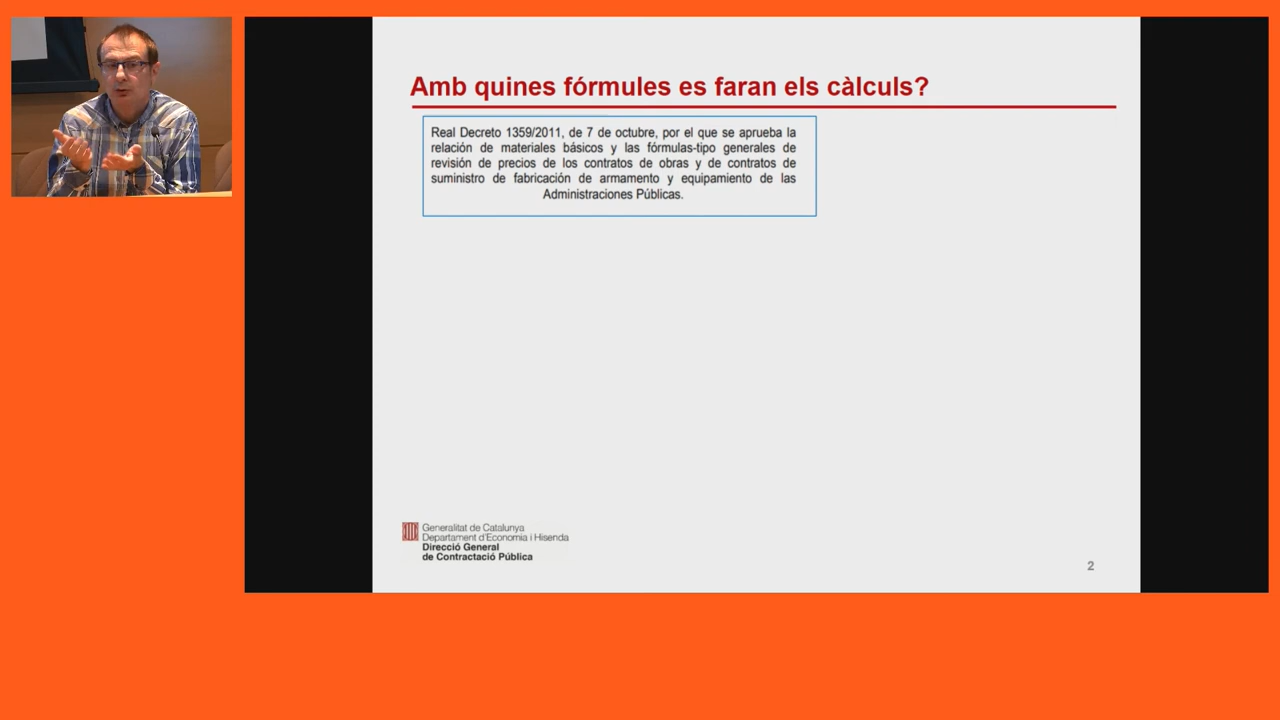 Amb quines fórmules es faran els càlculs?
Real Decreto 1359/2011, de 7 de octubre, por el que se aprueba la
relación de materiales básicos y las fórmulas-tipo generales de
revisión de precios de los contratos de obras y de contratos de
suministro de fabricación de armamento y equipamiento de las
Administraciones Públicas.
Generalitat de Catalunya
Departament d'Economia i Hisenda
Direcció General
de Contractació Pública
2